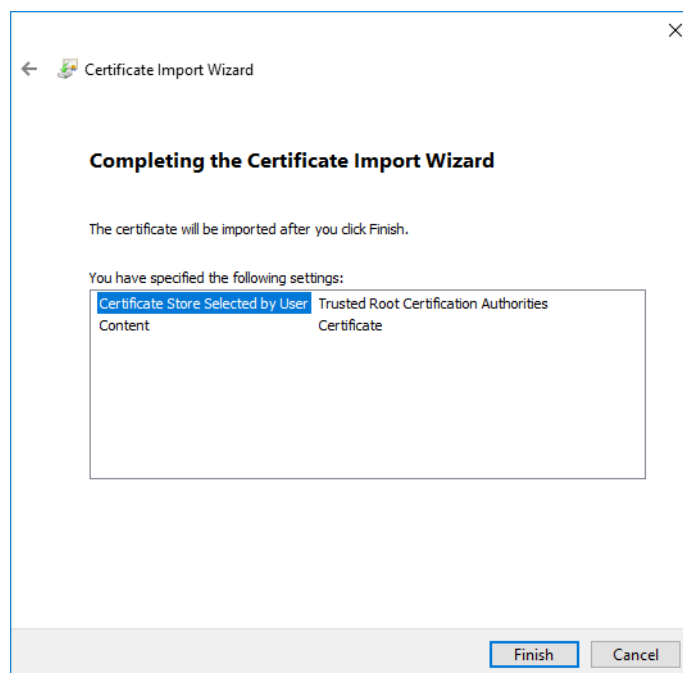 Certificate Import Wizard
Completing the Certificate Import Wizard
The certificate will be imported after you click Finish.
You have specified the following settings:
Certificate Store Selected by User Trusted Root Certification Authorities
Content Certificate
Finish Cancel